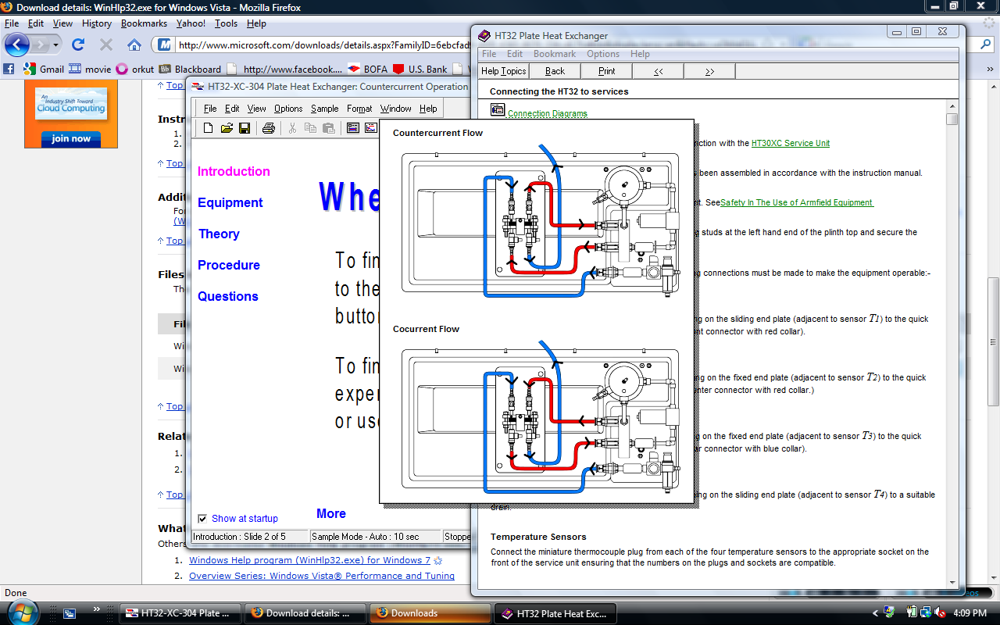 Download details: WinHlp32.exe for Windows Vista - Mozilla Firefox
File Edit View History Bookmarks Yahoo! Tools Help
http://www.microsoft.com/downloads/details.aspx?FamilyID=6ebcfad9
Gmail movie orkut Blackboard http://www.facebook.... BOFA U.S. Bank
An
Industry Shift Toward
Cloud Computing
join now
Top
Instr
1.
2.
Top
Addit
For
(W
Top
Files
Th
Fil
Wi
Wi
Top
Relat
1.
2.
Top
What
Others
1. Windows Help program (WinHlp32.exe) for Windows 7
2. Overview Series: Windows Vista® Performance and Tuning
Done
HT32-XC-304 Plate Heat Exchanger: Countercurrent Operation
File Edit View Options Sample Format Window Help
Introduction
Equipment
Theory
Procedure
Questions
Whe
To fin
to the
button
To fin
exper
or use
Show at startup
More
Introduction : Slide 2 of 5
Sample Mode - Auto : 10 sec
Stoppe
HT32 Plate Heat Exchanger
File Edit Bookmark Options Help
Help Topics Back Print << >>
Connecting the HT32 to services
Connection Diagrams
Countercurrent Flow
Cocurrent Flow
ction with the HT30XC Service Unit
been assembled in accordance with the instruction manual.
nt. SeeSafety In The Use of Armfield Equipment
g studs at the left hand end of the plinth top and secure the
ng connections must be made to make the equipment operable:-
ng on the sliding end plate (adjacent to sensor T1) to the quick
nt connector with red collar).
ng on the fixed end plate (adjacent to sensor T2) to the quick
nter connector with red collar.)
ng on the fixed end plate (adjacent to sensor T3) to the quick
r connector with blue collar).
ng on the sliding end plate (adjacent to sensor T4) to a suitable
drain.
Temperature Sensors
Connect the miniature thermocouple plug from each of the four temperature sensors to the appropriate socket on the
front of the service unit ensuring that the numbers on the plugs and sockets are compatible.
HT32-XC-304 Plate ...
Download details: ...
Downloads
HT32 Plate Heat Exc...
4:09 PM